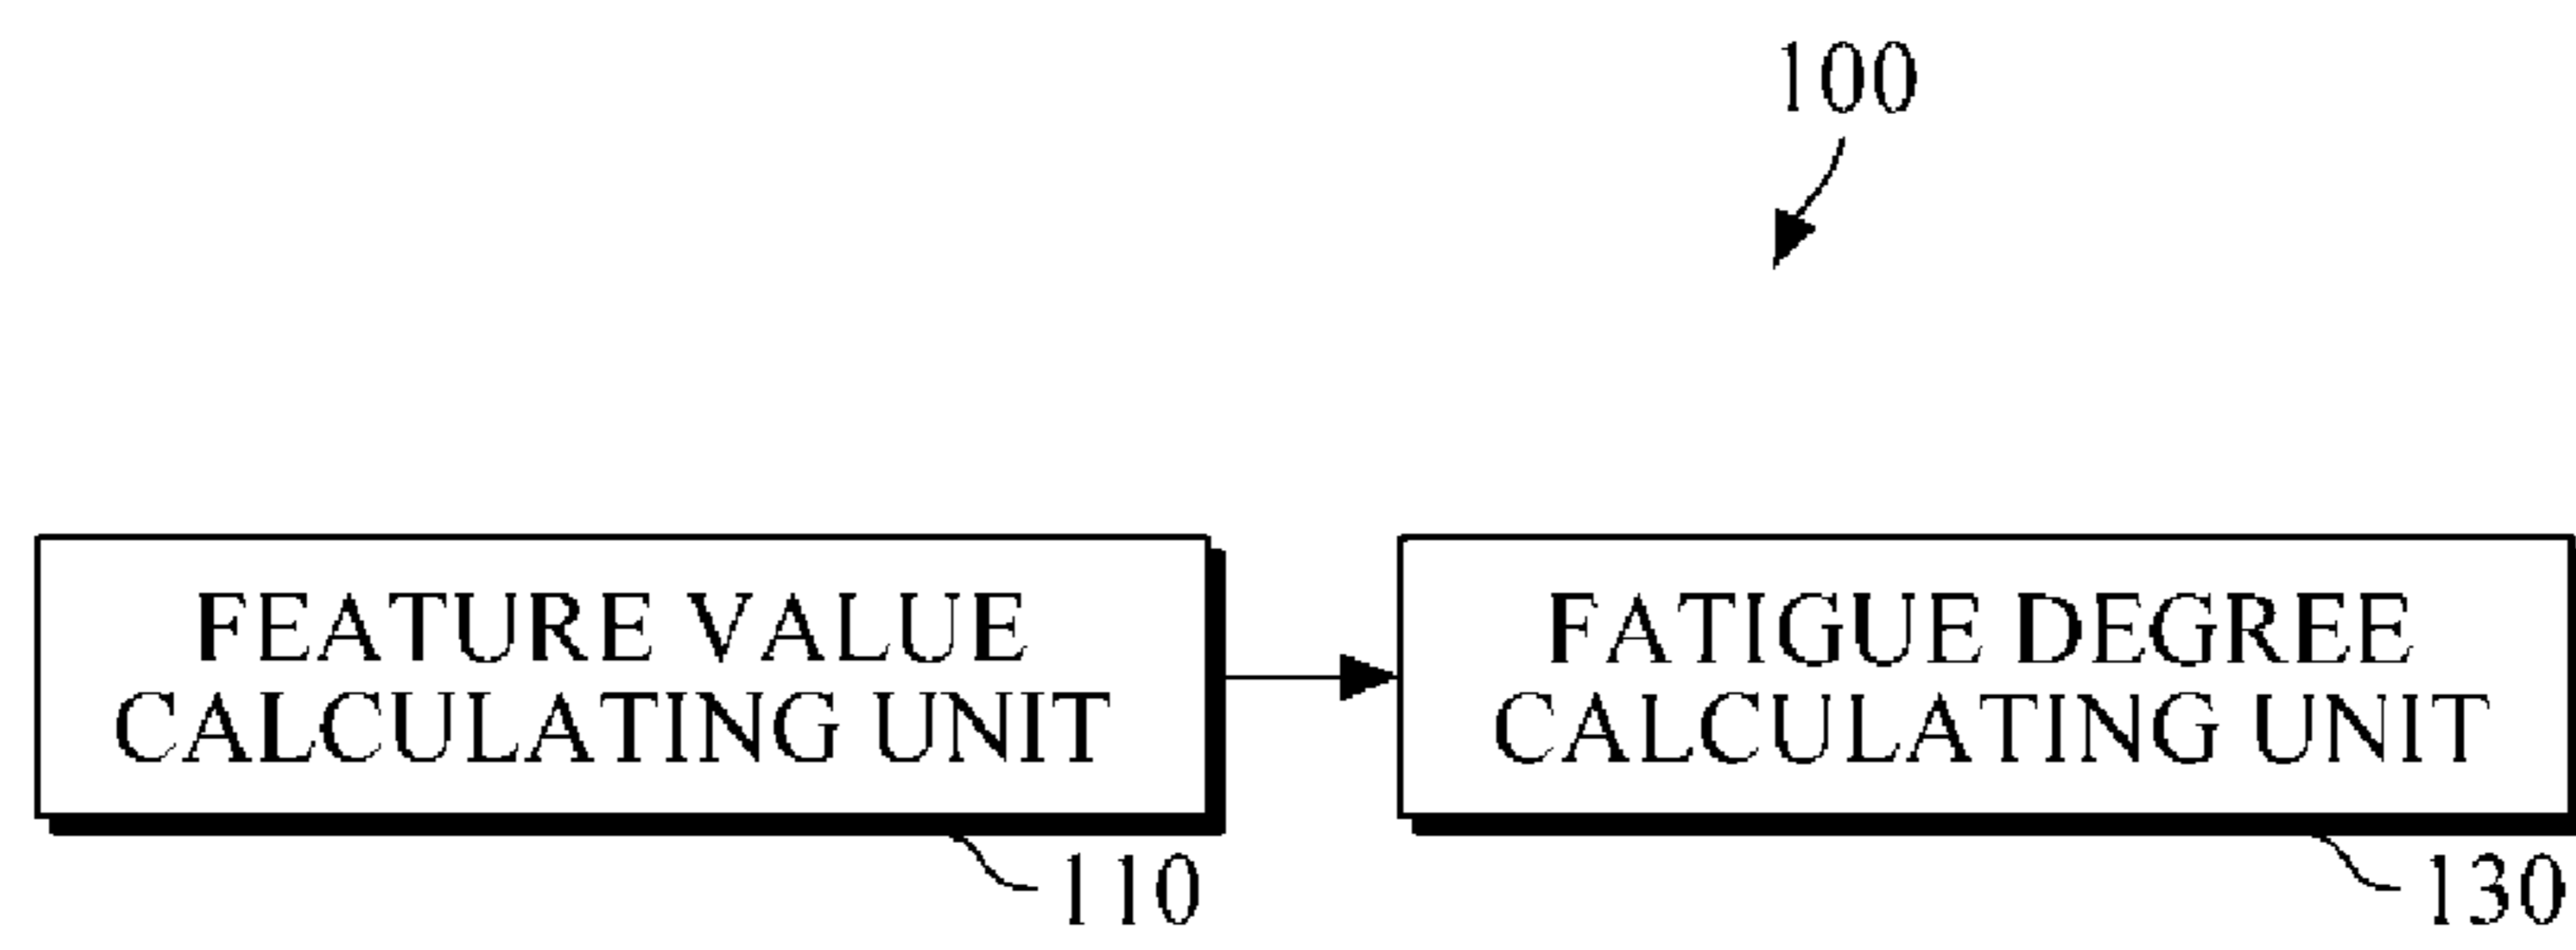 100
FEATURE VALUE
CALCULATING UNIT
110
FATIGUE DEGREE
CALCULATING UNIT
130